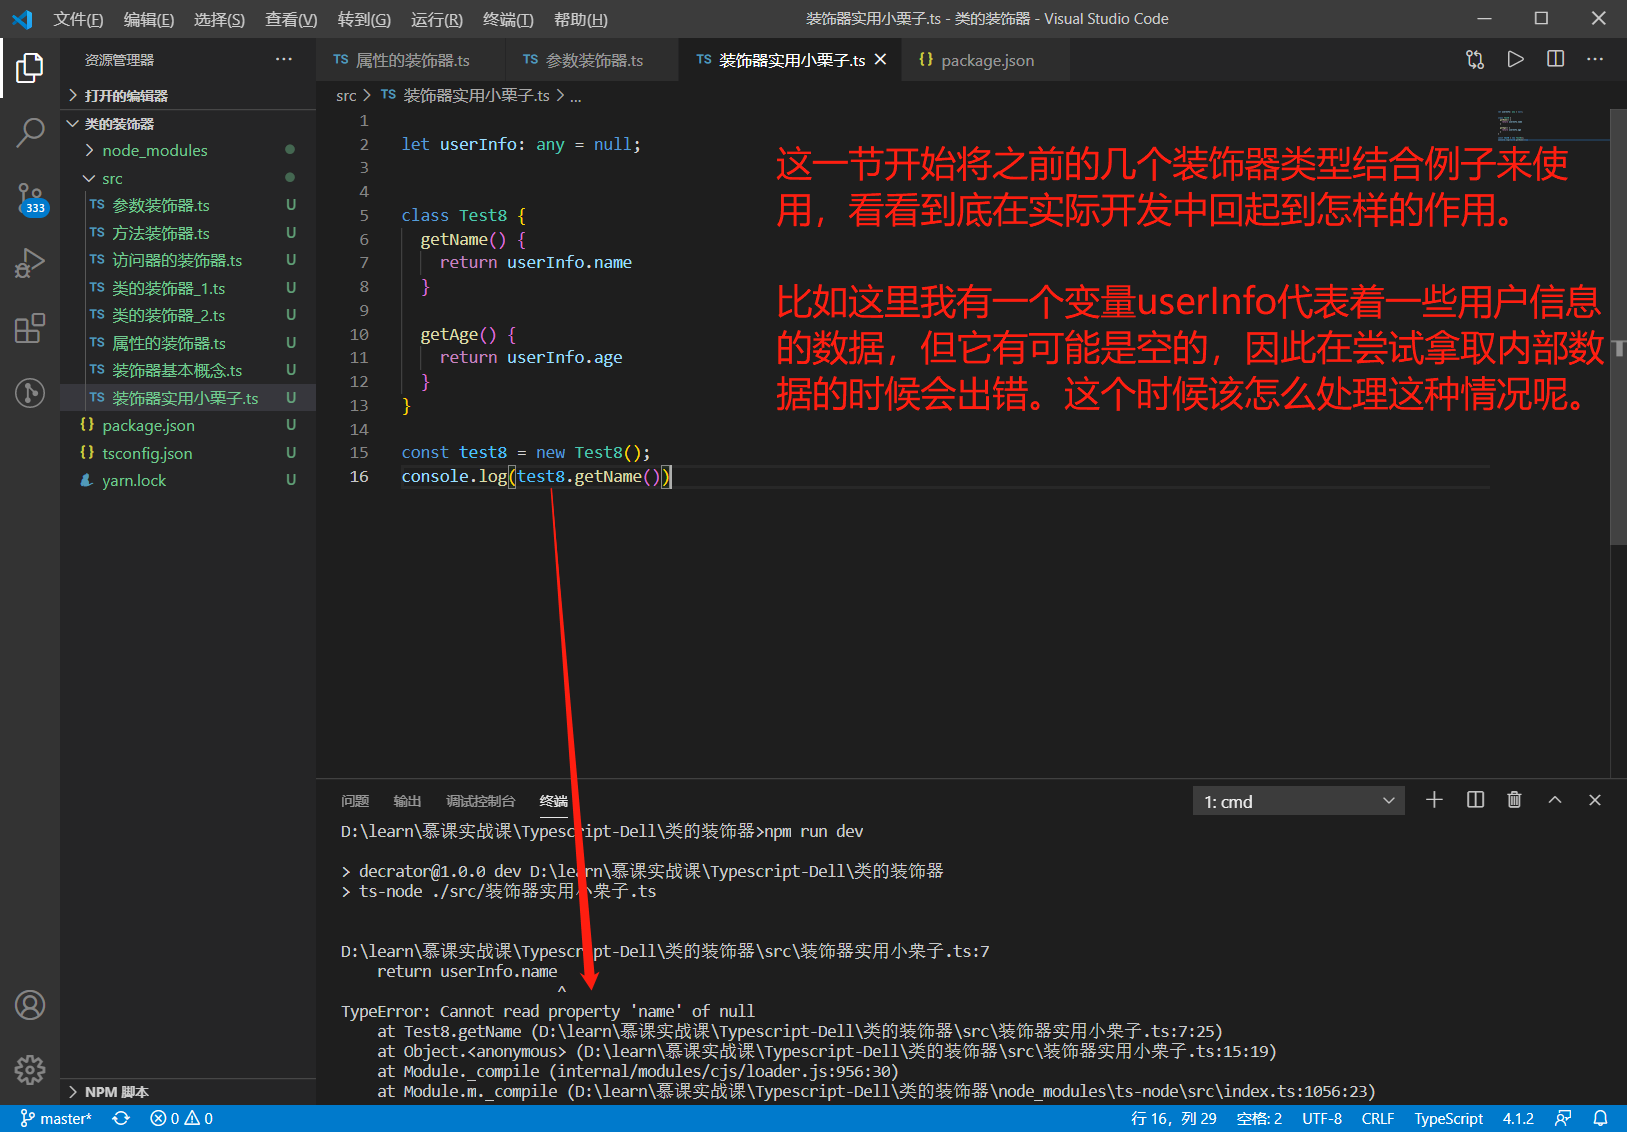 文件(F) 编辑(E) 选择(S) 查看(V) 转到(G) 运行(R) 终端(T) 帮助(H) 装饰器实用小栗子.ts - 类的装饰器 - Visual Studio Code
资源管理器 ···
TS 属性的装饰器.ts TS 参数装饰器.ts TS 装饰器实用小栗子.ts {} package.json
打开的编辑器
src > TS 装饰器实用小栗子.ts > ...
类的装饰器
node_modules
src
TS 参数装饰器.ts U
TS 方法装饰器.ts U
TS 访问器的装饰器.ts U
TS 类的装饰器_1.ts U
TS 类的装饰器_2.ts U
TS 属性的装饰器.ts U
TS 装饰器基本概念.ts U
TS 装饰器实用小栗子.ts U
{} package.json U
{} tsconfig.json U
yarn.lock U
333
NPM 脚本
1
2 let userInfo: any = null;
3
4
5 class Test8 {
6 getName() {
7 return userInfo.name
8 }
9
10 getAge() {
11 return userInfo.age
12 }
13 }
14
15 const test8 = new Test8();
16 console.log(test8.getName())
这一节开始将之前的几个装饰器类型结合例子来使
用，看看到底在实际开发中回起到怎样的作用。
比如这里我有一个变量userInfo代表着一些用户信息
的数据，但它有可能是空的，因此在尝试拿取内部数
据的时候会出错。这个时候该怎么处理这种情况呢。
问题 输出 调试控制台 终端 1: cmd
D:\learn\慕课实战课\Typescript-Dell\类的装饰器>npm run dev
> decrator@1.0.0 dev D:\learn\慕课实战课\Typescript-Dell\类的装饰器
> ts-node ./src/装饰器实用小栗子.ts
D:\learn\慕课实战课\Typescript-Dell\类的装饰器\src\装饰器实用小栗子.ts:7
return userInfo.name
^
TypeError: Cannot read property 'name' of null
at Test8.getName (D:\learn\慕课实战课\Typescript-Dell\类的装饰器\src\装饰器实用小栗子.ts:7:25)
at Object.<anonymous> (D:\learn\慕课实战课\Typescript-Dell\类的装饰器\src\装饰器实用小栗子.ts:15:19)
at Module._compile (internal/modules/cjs/loader.js:956:30)
at Module.m._compile (D:\learn\慕课实战课\Typescript-Dell\类的装饰器\node_modules\ts-node\src\index.ts:1056:23)
master* 0 0 行 16，列 29 空格: 2 UTF-8 CRLF TypeScript 4.1.2